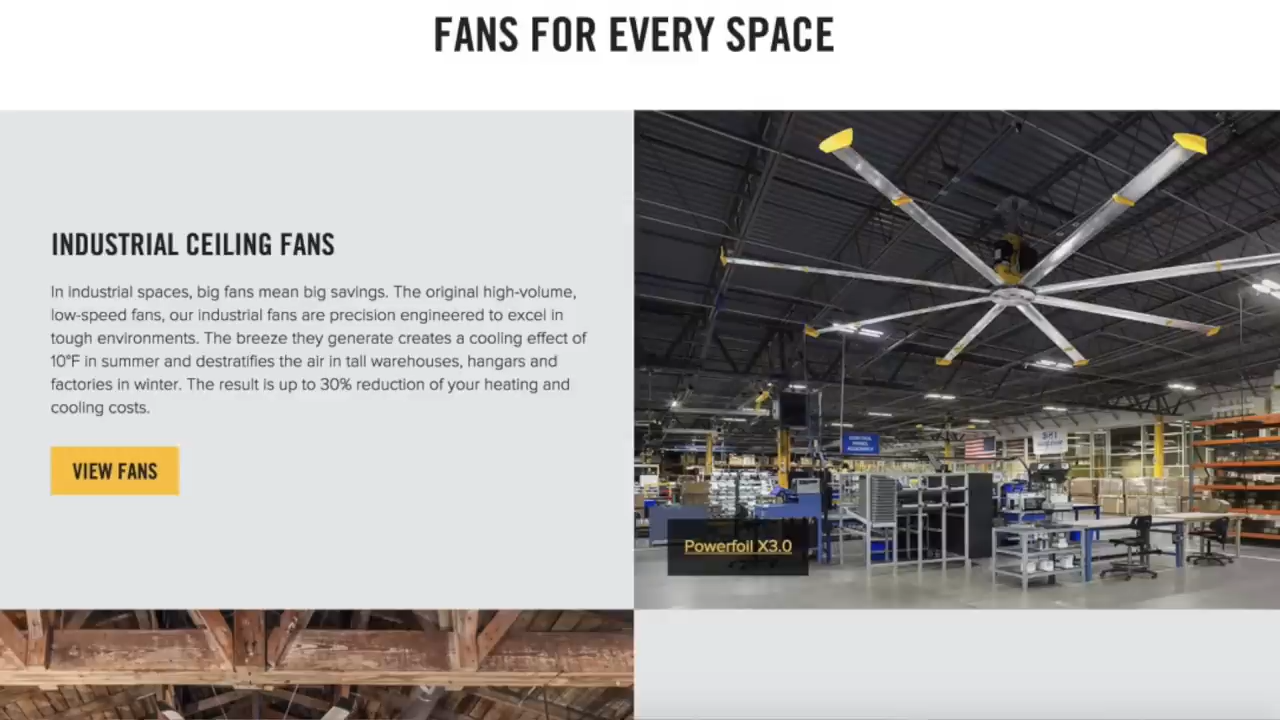 FANS FOR EVERY SPACE
INDUSTRIAL CEILING FANS
In industrial spaces, big fans mean big savings. The original high-volume,
low-speed fans, our industrial fans are precision engineered to excel in
tough environments. The breeze they generate creates a cooling effect of
10°F in summer and destratifies the air in tall warehouses, hangars and
factories in winter. The result is up to 30% reduction of your heating and
cooling costs.
VIEW FANS
CONTROL
PANEL
ASSEMBLY
Powerfoil X3.0